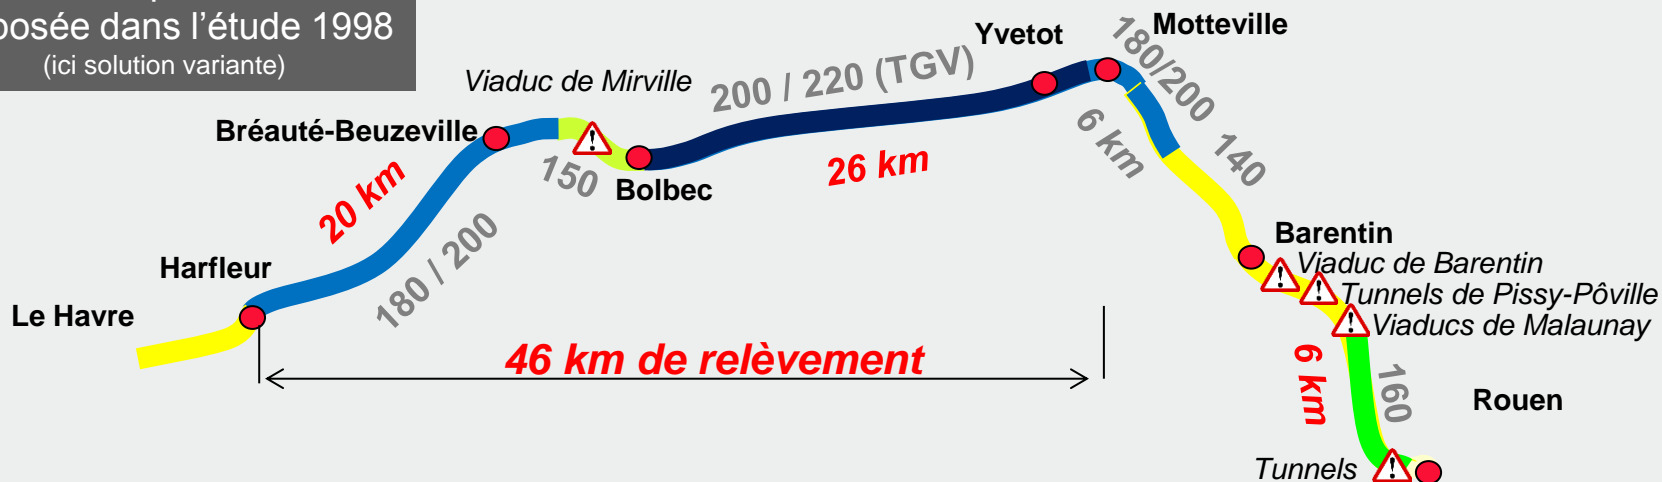 posée dans l'étude 1998
(ici solution variante)
Yvetot
Motteville
180/200
Viaduc de Mirville
200 / 220 (TGV)
Bréauté-Beuzeville
150
Bolbec
26 km
6 km
140
20 km
180 / 200
Harfleur
Le Havre
Barentin
Viaduc de Barentin
Tunnels de Pissy-Pôville
Viaducs de Malaunay
46 km de relèvement
6 km
160
Rouen
Tunnels